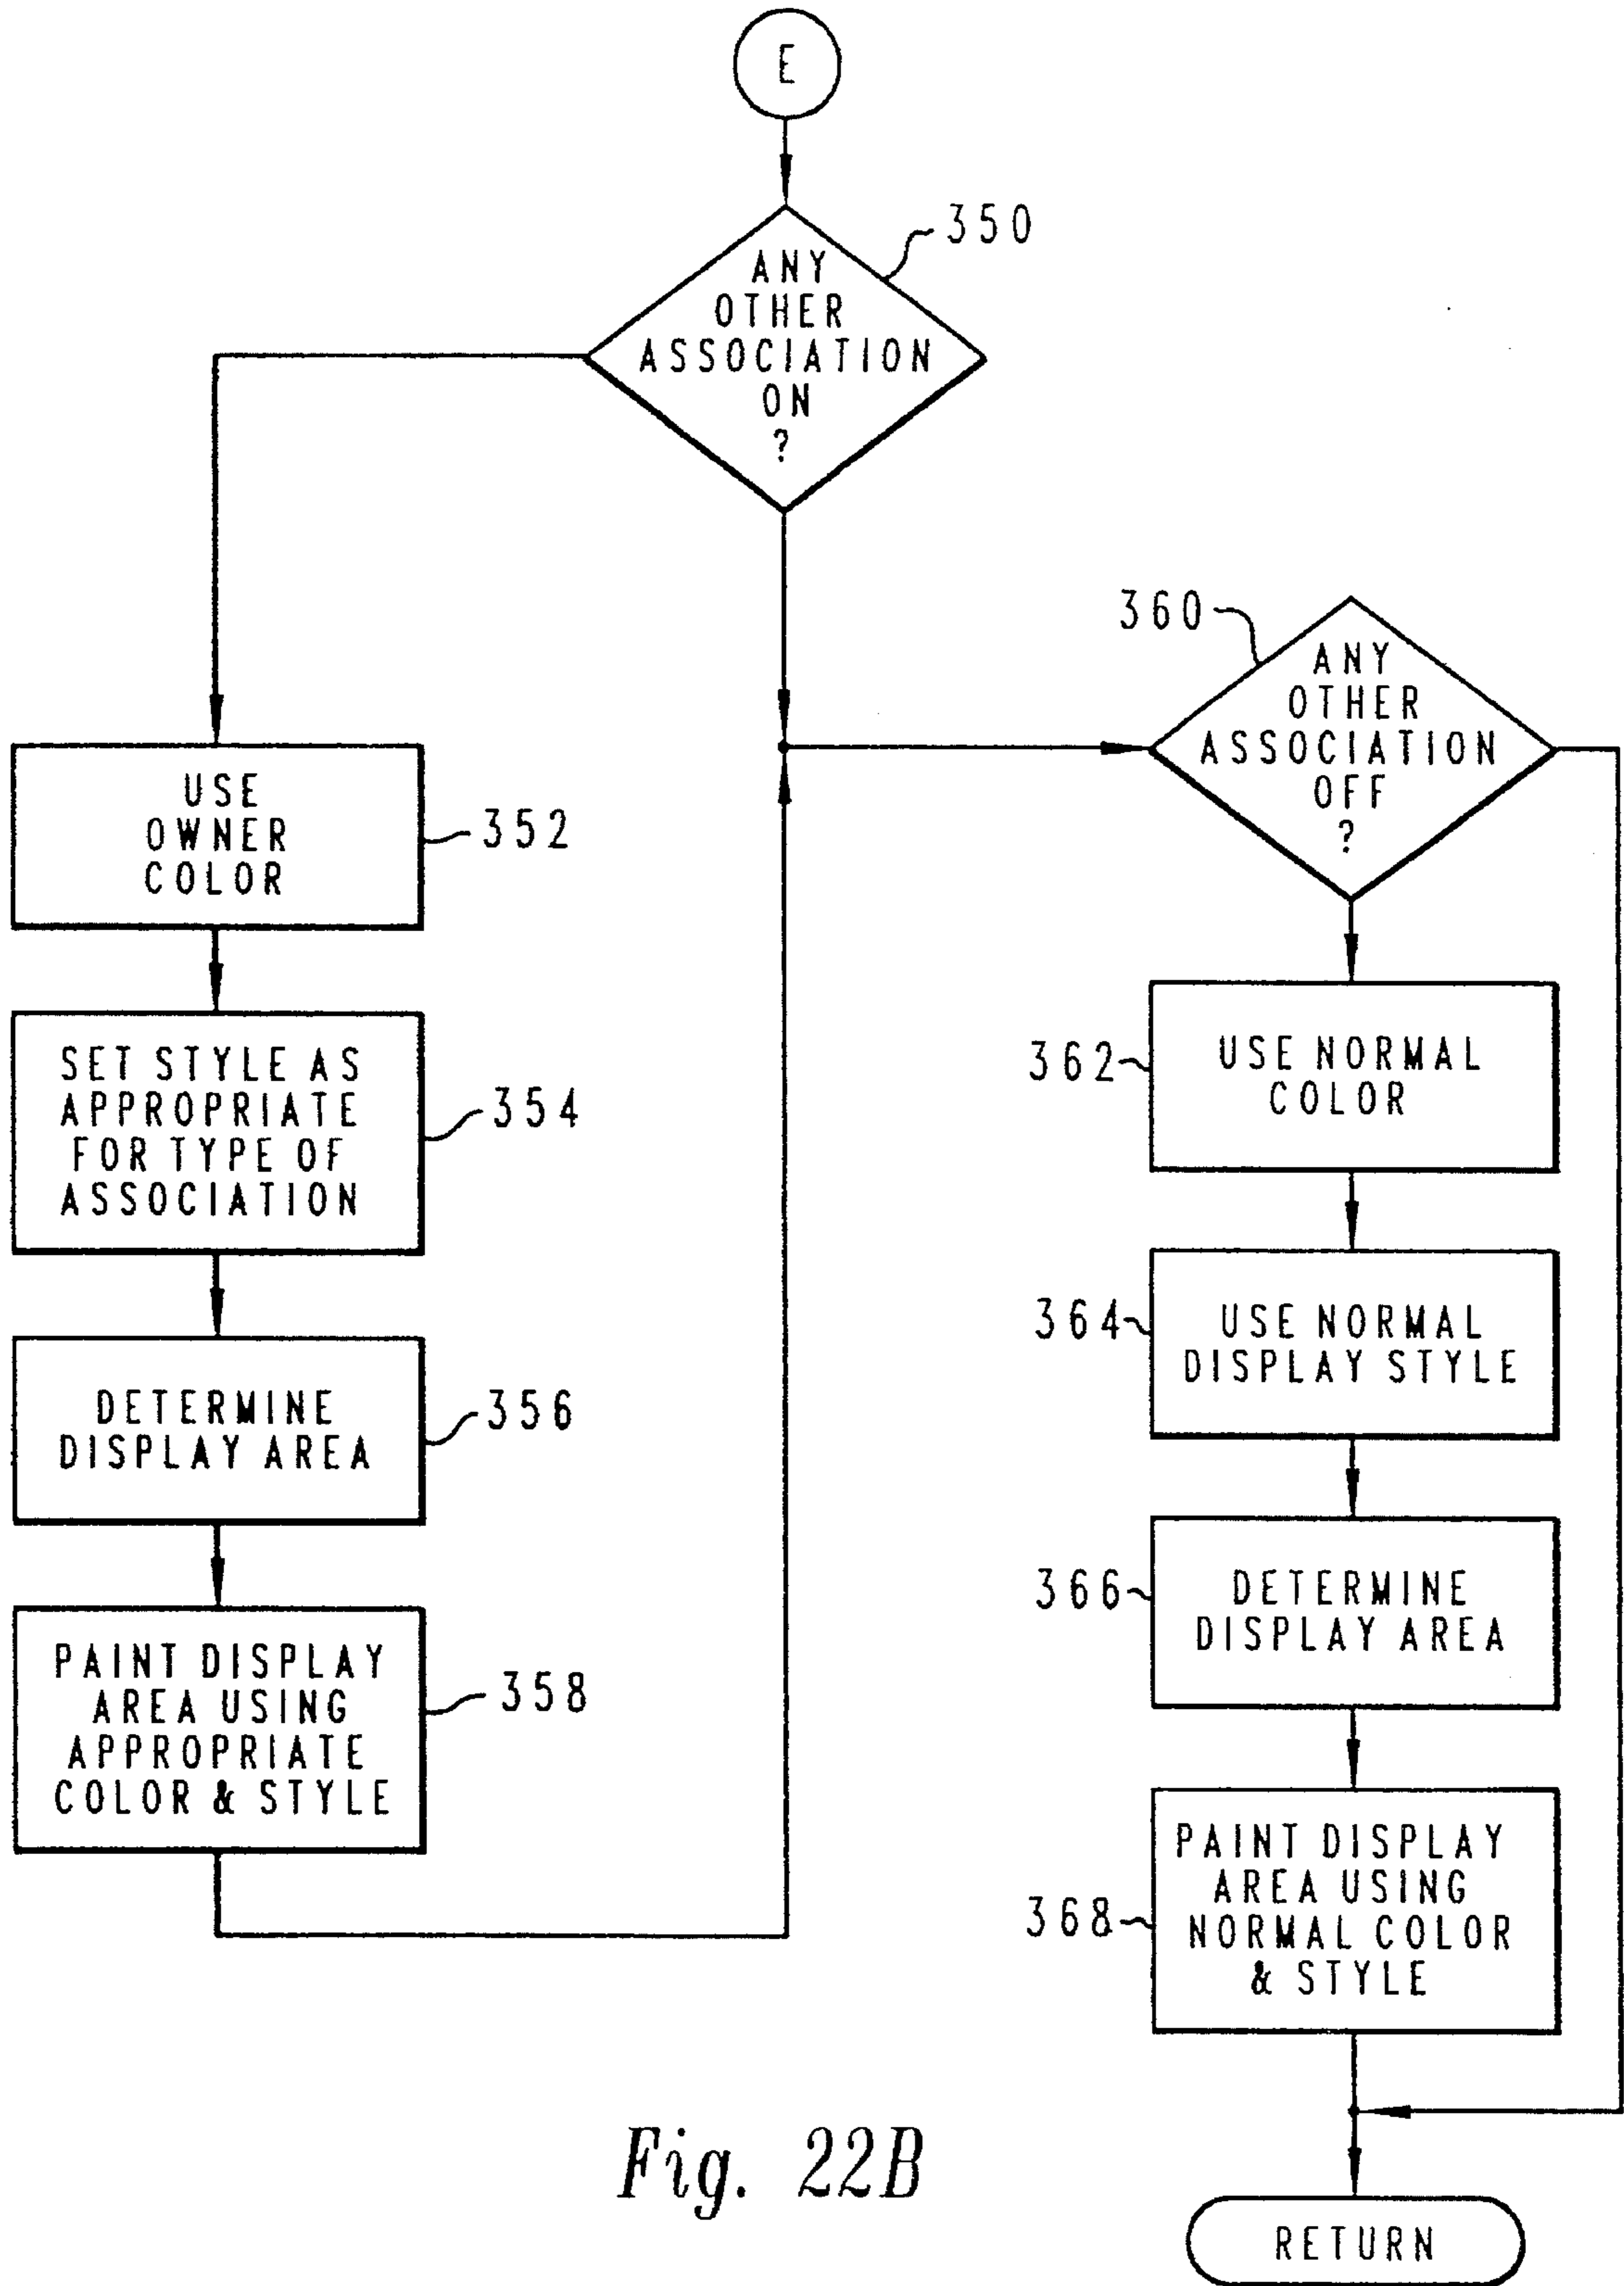 E
350
ANY
OTHER
ASSOCIATION
ON
?
360
ANY
OTHER
ASSOCIATION
OFF
?
USE
OWNER
COLOR
352
SET STYLE AS
APPROPRIATE
FOR TYPE OF
ASSOCIATION
354
DETERMINE
DISPLAY AREA
356
PAINT DISPLAY
AREA USING
APPROPRIATE
COLOR & STYLE
358
362
USE NORMAL
COLOR
364
USE NORMAL
DISPLAY STYLE
366
DETERMINE
DISPLAY AREA
368
PAINT DISPLAY
AREA USING
NORMAL COLOR
& STYLE
RETURN
Fig. 22B